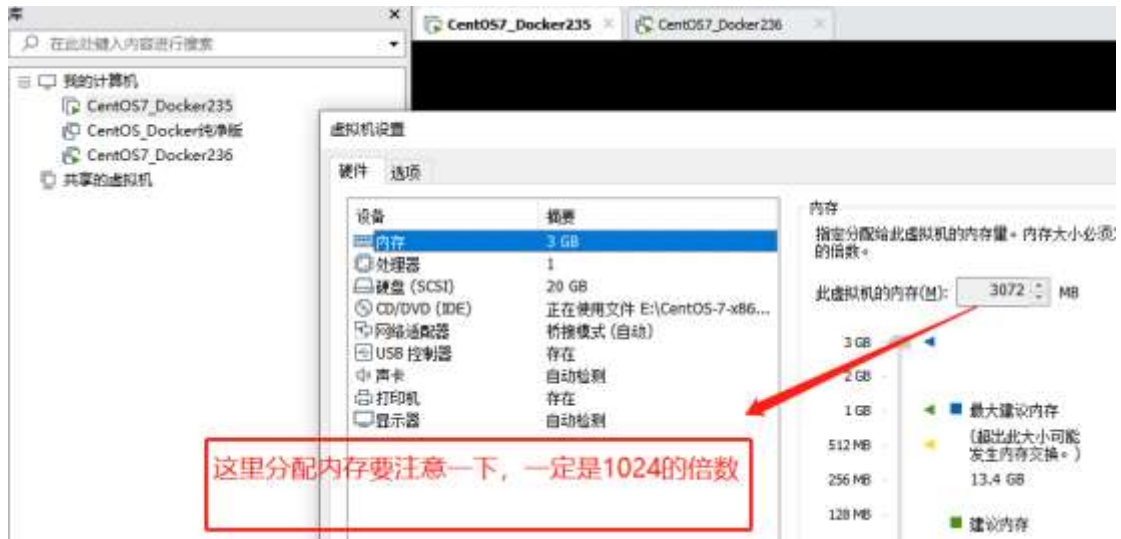 库
CentOS7_Docker235
CentOS7_Docker236
在此处键入内容进行搜索
我的计算机
CentOS7_Docker235
CentOS_Docker纯净版
CentOS7_Docker236
共享的虚拟机
虚拟机设置
硬件 选项
设备 摘要
内存 3 GB
处理器 1
硬盘 (SCSI) 20 GB
CD/DVD (IDE) 正在使用文件 E:\CentOS-7-x86...
网络适配器 桥接模式 (自动)
USB 控制器 存在
声卡 自动检测
打印机 存在
显示器 自动检测
内存
指定分配给此虚拟机的内存量。内存大小必须
的倍数。
此虚拟机的内存(M): 3072 MB
3 GB
2 GB
1 GB
512 MB
256 MB
128 MB
最大建议内存
(超出此大小可能
发生内存交换。)
13.4 GB
建议内存
这里分配内存要注意一下，一定是1024的倍数